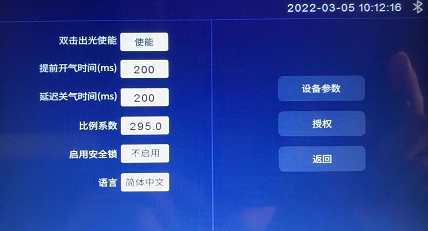 2022-03-05 10:12:16
双击出光使能 使能
提前开气时间(ms) 200
延迟关气时间(ms) 200
比例系数 295.0
启用安全锁 不启用
语言 简体中文
设备参数
授权
返回